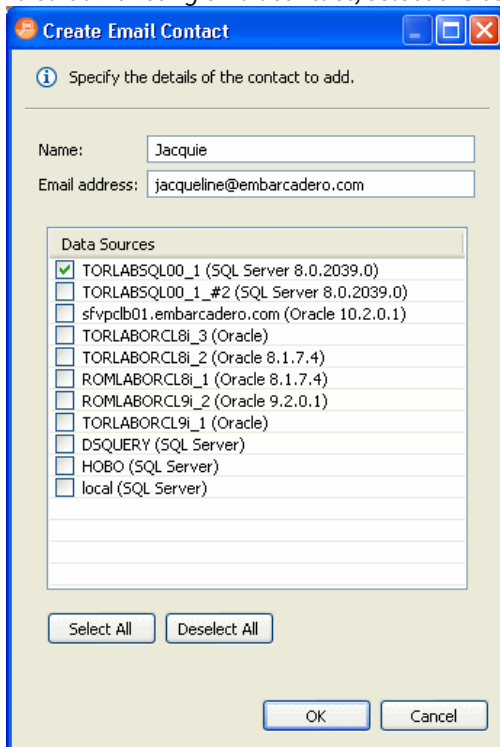 Create Email Contact
Specify the details of the contact to add.
Name: Jacquie
Email address: jacqueline@embarcadero.com
Data Sources
TORLABSQL00_1 (SQL Server 8.0.2039.0)
TORLABSQL00_1_#2 (SQL Server 8.0.2039.0)
sfvpclb01.embarcadero.com (Oracle 10.2.0.1)
TORLABORCL8i_3 (Oracle)
TORLABORCL8i_2 (Oracle 8.1.7.4)
ROMLABORCL8i_1 (Oracle 8.1.7.4)
ROMLABORCL9i_2 (Oracle 9.2.0.1)
TORLABORCL9i_1 (Oracle)
DSQUERY (SQL Server)
HOBO (SQL Server)
local (SQL Server)
Select All Deselect All
OK Cancel